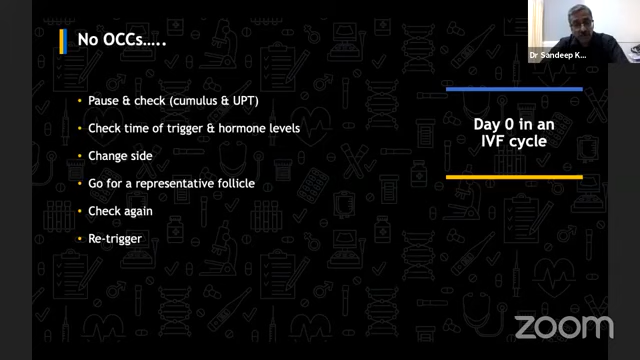 No OCCs…..
Pause & check (cumulus & UPT)
Check time of trigger & hormone levels
Change side
Go for a representative follicle
Check again
Re-trigger
Day 0 in an
IVF cycle
Dr Sandeep K...
zoom